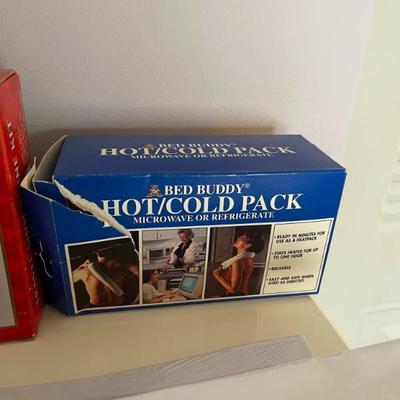 BED BUDDY®
HOT/COLD PACK
MICROWAVE OR REFRIGERATE
BED BUDDY®
HOT/COLD PACK
MICROWAVE OR REFRIGERATE
• READY IN MINUTES FOR
USE AS A HEATPACK
• STAYS HEATED FOR UP
TO ONE HOUR
• REUSABLE
• EASY AND SAFE WHEN
USED AS DIRECTED
KIT